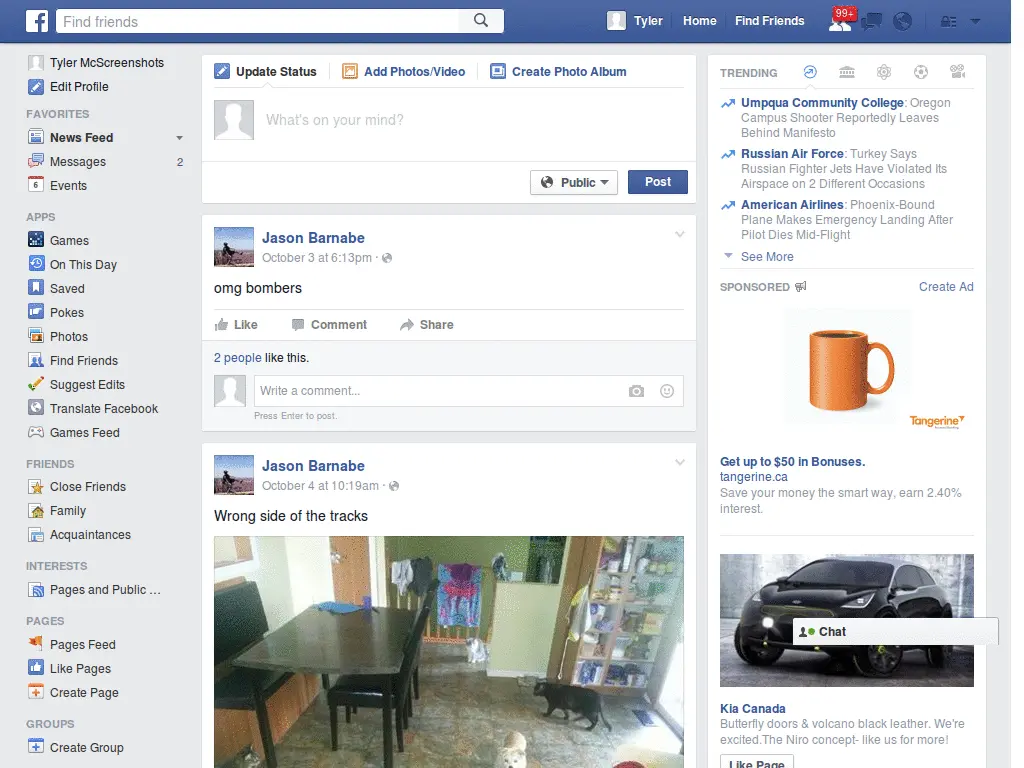 Find friends
Tyler
Home
Find Friends
99+
Tyler McScreenshots
Edit Profile
FAVORITES
News Feed
Messages 2
6 Events
APPS
Games
On This Day
Saved
Pokes
Photos
Find Friends
Suggest Edits
Translate Facebook
Games Feed
FRIENDS
Close Friends
Family
Acquaintances
INTERESTS
Pages and Public ...
PAGES
Pages Feed
Like Pages
Create Page
GROUPS
Create Group
Update Status
Add Photos/Video
Create Photo Album
What's on your mind?
Public
Post
Jason Barnabe
October 3 at 6:13pm ·
omg bombers
Like Comment Share
2 people like this.
Write a comment...
Press Enter to post.
Jason Barnabe
October 4 at 10:19am ·
Wrong side of the tracks
TRENDING
Umpqua Community College: Oregon
Campus Shooter Reportedly Leaves
Behind Manifesto
Russian Air Force: Turkey Says
Russian Fighter Jets Have Violated Its
Airspace on 2 Different Occasions
American Airlines: Phoenix-Bound
Plane Makes Emergency Landing After
Pilot Dies Mid-Flight
See More
SPONSORED
Create Ad
Tangerine
Get up to $50 in Bonuses.
tangerine.ca
Save your money the smart way, earn 2.40%
interest.
Chat
Kia Canada
Butterfly doors & volcano black leather. We're
excited.The Niro concept- like us for more!
Like Page